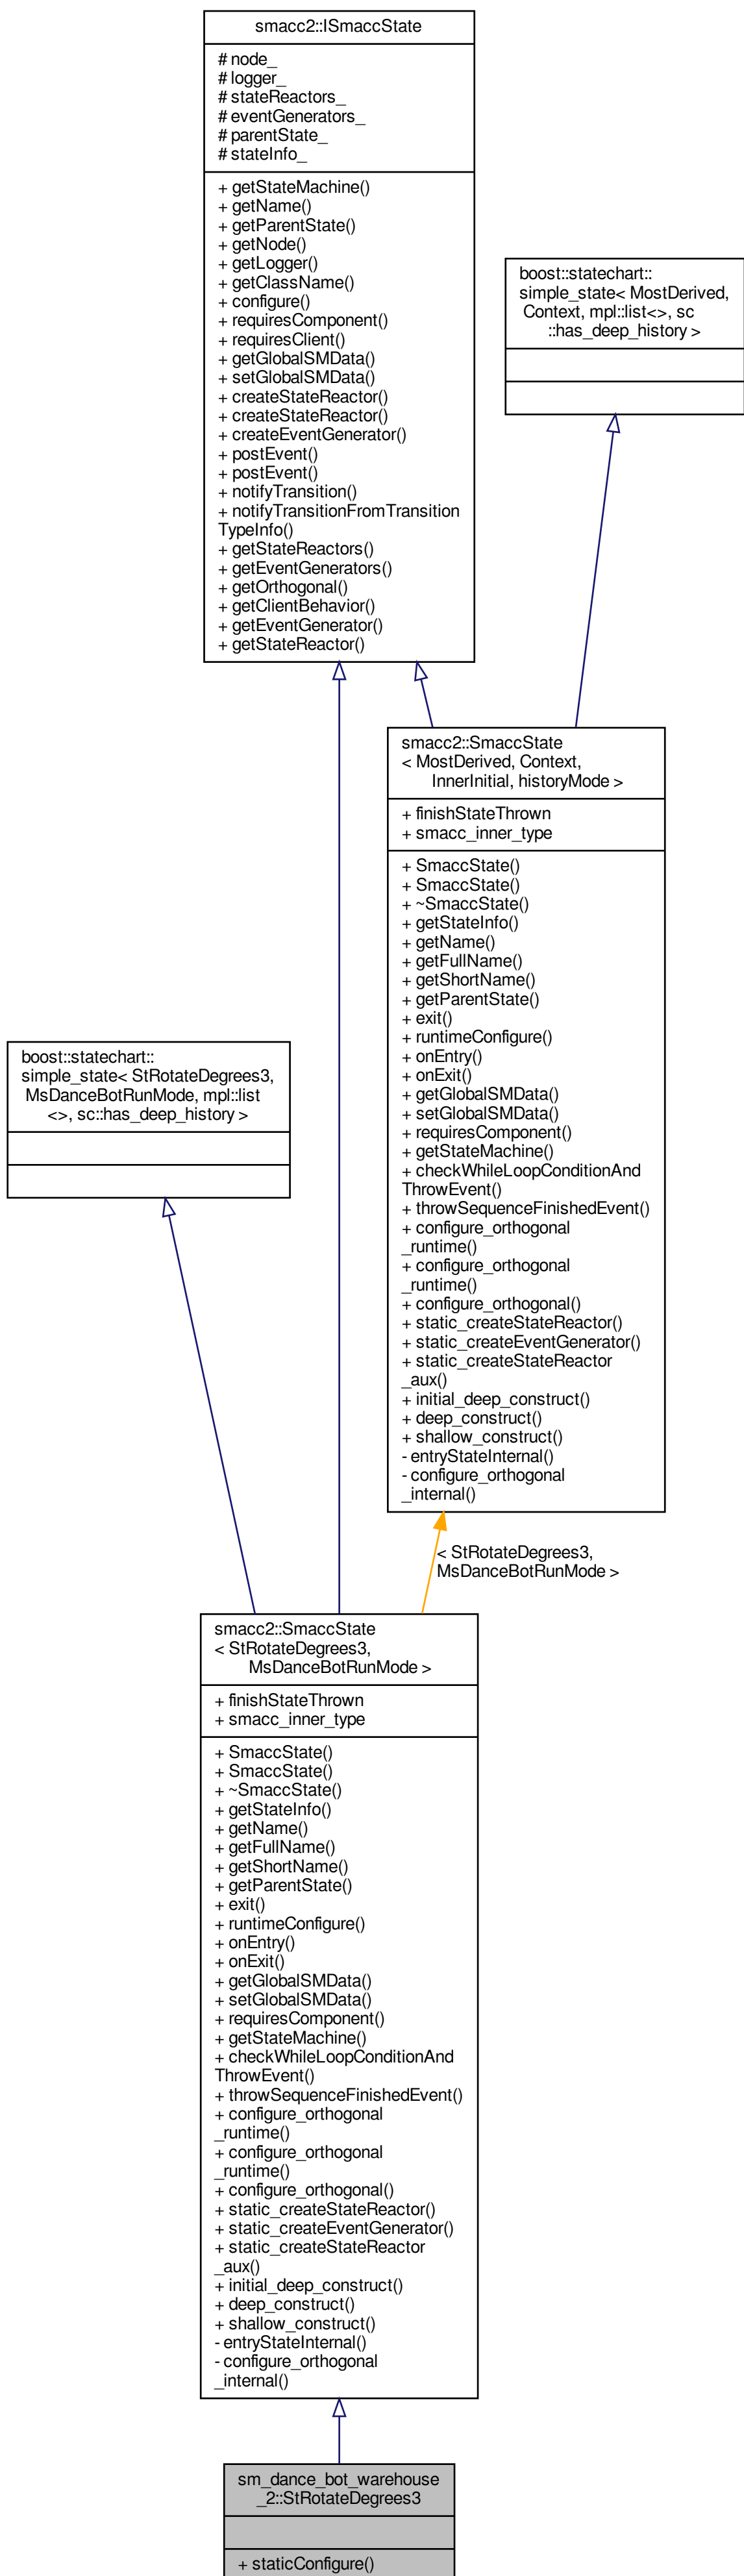 smacc2::ISmaccState
# node_
# logger_
# stateReactors_
# eventGenerators_
# parentState_
# stateInfo_
+ getStateMachine()
+ getName()
+ getParentState()
+ getNode()
+ getLogger()
+ getClassName()
+ configure()
+ requiresComponent()
+ requiresClient()
+ getGlobalSMData()
+ setGlobalSMData()
+ createStateReactor()
+ createStateReactor()
+ createEventGenerator()
+ postEvent()
+ postEvent()
+ notifyTransition()
+ notifyTransitionFromTransition
TypeInfo()
+ getStateReactors()
+ getEventGenerators()
+ getOrthogonal()
+ getClientBehavior()
+ getEventGenerator()
+ getStateReactor()
boost::statechart::
simple_state< MostDerived,
Context, mpl::list<>, sc
::has_deep_history >
smacc2::SmaccState
< MostDerived, Context,
InnerInitial, historyMode >
+ finishStateThrown
+ smacc_inner_type
+ SmaccState()
+ SmaccState()
+ ~SmaccState()
+ getStateInfo()
+ getName()
+ getFullName()
+ getShortName()
+ getParentState()
+ exit()
+ runtimeConfigure()
+ onEntry()
+ onExit()
+ getGlobalSMData()
+ setGlobalSMData()
+ requiresComponent()
+ getStateMachine()
+ checkWhileLoopConditionAnd
ThrowEvent()
+ throwSequenceFinishedEvent()
+ configure_orthogonal
_runtime()
+ configure_orthogonal
_runtime()
+ configure_orthogonal()
+ static_createStateReactor()
+ static_createEventGenerator()
+ static_createStateReactor
_aux()
+ initial_deep_construct()
+ deep_construct()
+ shallow_construct()
- entryStateInternal()
- configure_orthogonal
_internal()
boost::statechart::
simple_state< StRotateDegrees3,
MsDanceBotRunMode, mpl::list
<>, sc::has_deep_history >
< StRotateDegrees3,
MsDanceBotRunMode >
smacc2::SmaccState
< StRotateDegrees3,
MsDanceBotRunMode >
+ finishStateThrown
+ smacc_inner_type
+ SmaccState()
+ SmaccState()
+ ~SmaccState()
+ getStateInfo()
+ getName()
+ getFullName()
+ getShortName()
+ getParentState()
+ exit()
+ runtimeConfigure()
+ onEntry()
+ onExit()
+ getGlobalSMData()
+ setGlobalSMData()
+ requiresComponent()
+ getStateMachine()
+ checkWhileLoopConditionAnd
ThrowEvent()
+ throwSequenceFinishedEvent()
+ configure_orthogonal
_runtime()
+ configure_orthogonal
_runtime()
+ configure_orthogonal()
+ static_createStateReactor()
+ static_createEventGenerator()
+ static_createStateReactor
_aux()
+ initial_deep_construct()
+ deep_construct()
+ shallow_construct()
- entryStateInternal()
- configure_orthogonal
_internal()
sm_dance_bot_warehouse
_2::StRotateDegrees3
+ staticConfigure()